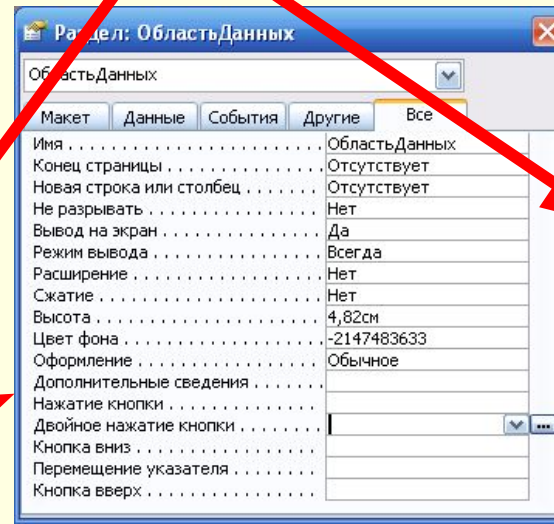 Раздел: ОбластьДанных
ОбластьДанных
Макет Данные События Другие Все
Имя . . . . . . . . . . . . . . . . . . . . . . ОбластьДанных
Конец страницы . . . . . . . . . . . . Отсутствует
Новая строка или столбец . . . . . . . Отсутствует
Не разрывать . . . . . . . . . . . . . . Нет
Вывод на экран . . . . . . . . . . . . . Да
Режим вывода . . . . . . . . . . . . . . Всегда
Расширение . . . . . . . . . . . . . . . Нет
Сжатие . . . . . . . . . . . . . . . . . . Нет
Высота . . . . . . . . . . . . . . . . . . 4,82см
Цвет фона . . . . . . . . . . . . . . . . -2147483633
Оформление . . . . . . . . . . . . . . . Обычное
Дополнительные сведения . . . . . . .
Нажатие кнопки . . . . . . . . . . . . .
Двойное нажатие кнопки . . . . . . . . ...
Кнопка вниз . . . . . . . . . . . . . . .
Перемещение указателя . . . . . . . .
Кнопка вверх . . . . . . . . . . . . . .